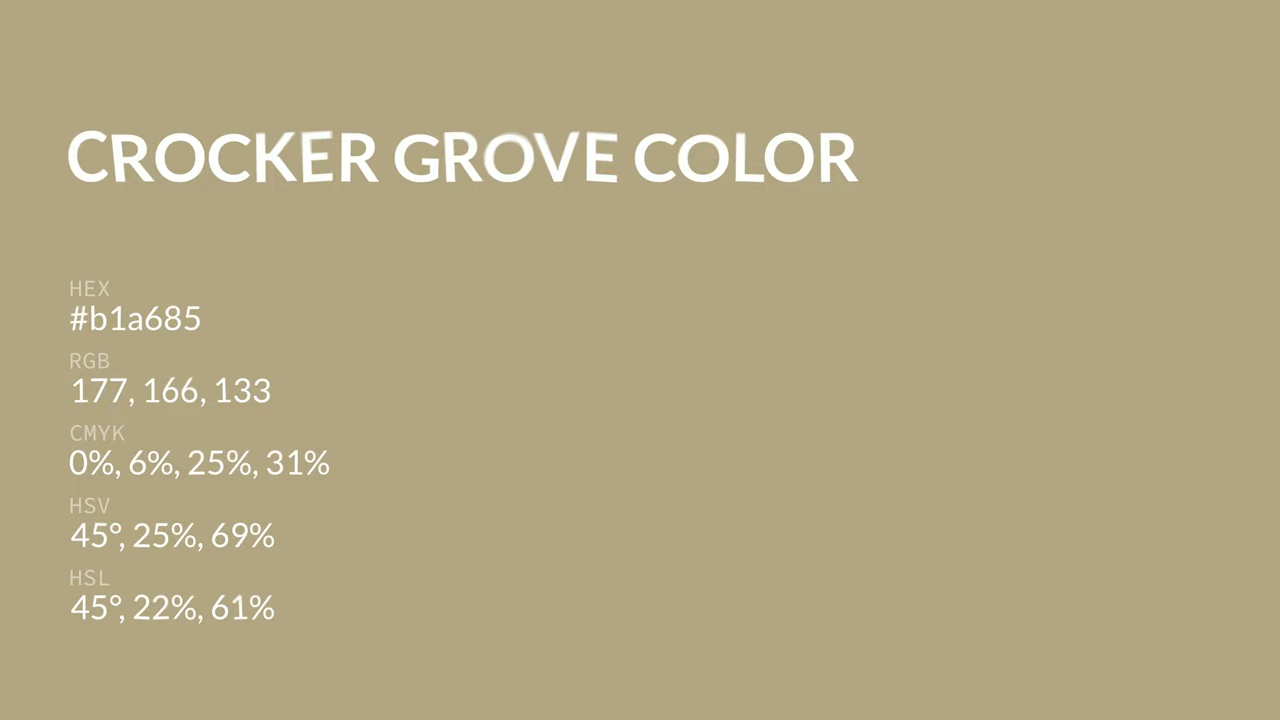 CROCKER GROVE COLOR
HEX
#b1a685
RGB
177, 166, 133
CMYK
0%, 6%, 25%, 31%
HSV
45°, 25%, 69%
HSL
45°, 22%, 61%